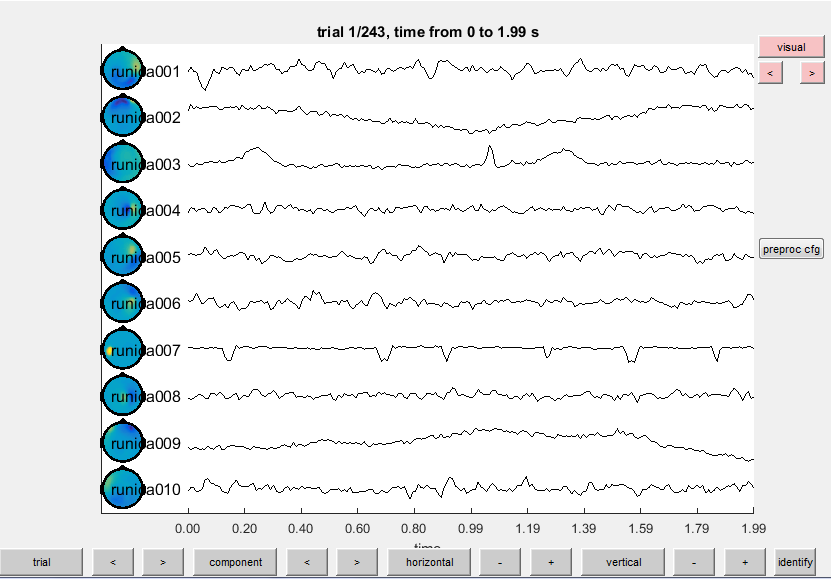 trial 1/243, time from 0 to 1.99 s
visual
< >
runica001
runica002
runica003
runica004
runica005
preproc cfg
runica006
runica007
runica008
runica009
runica010
0.00 0.20 0.40 0.60 0.80 0.99 1.19 1.39 1.59 1.79 1.99
time
trial < > component < > horizontal - + vertical - + identify